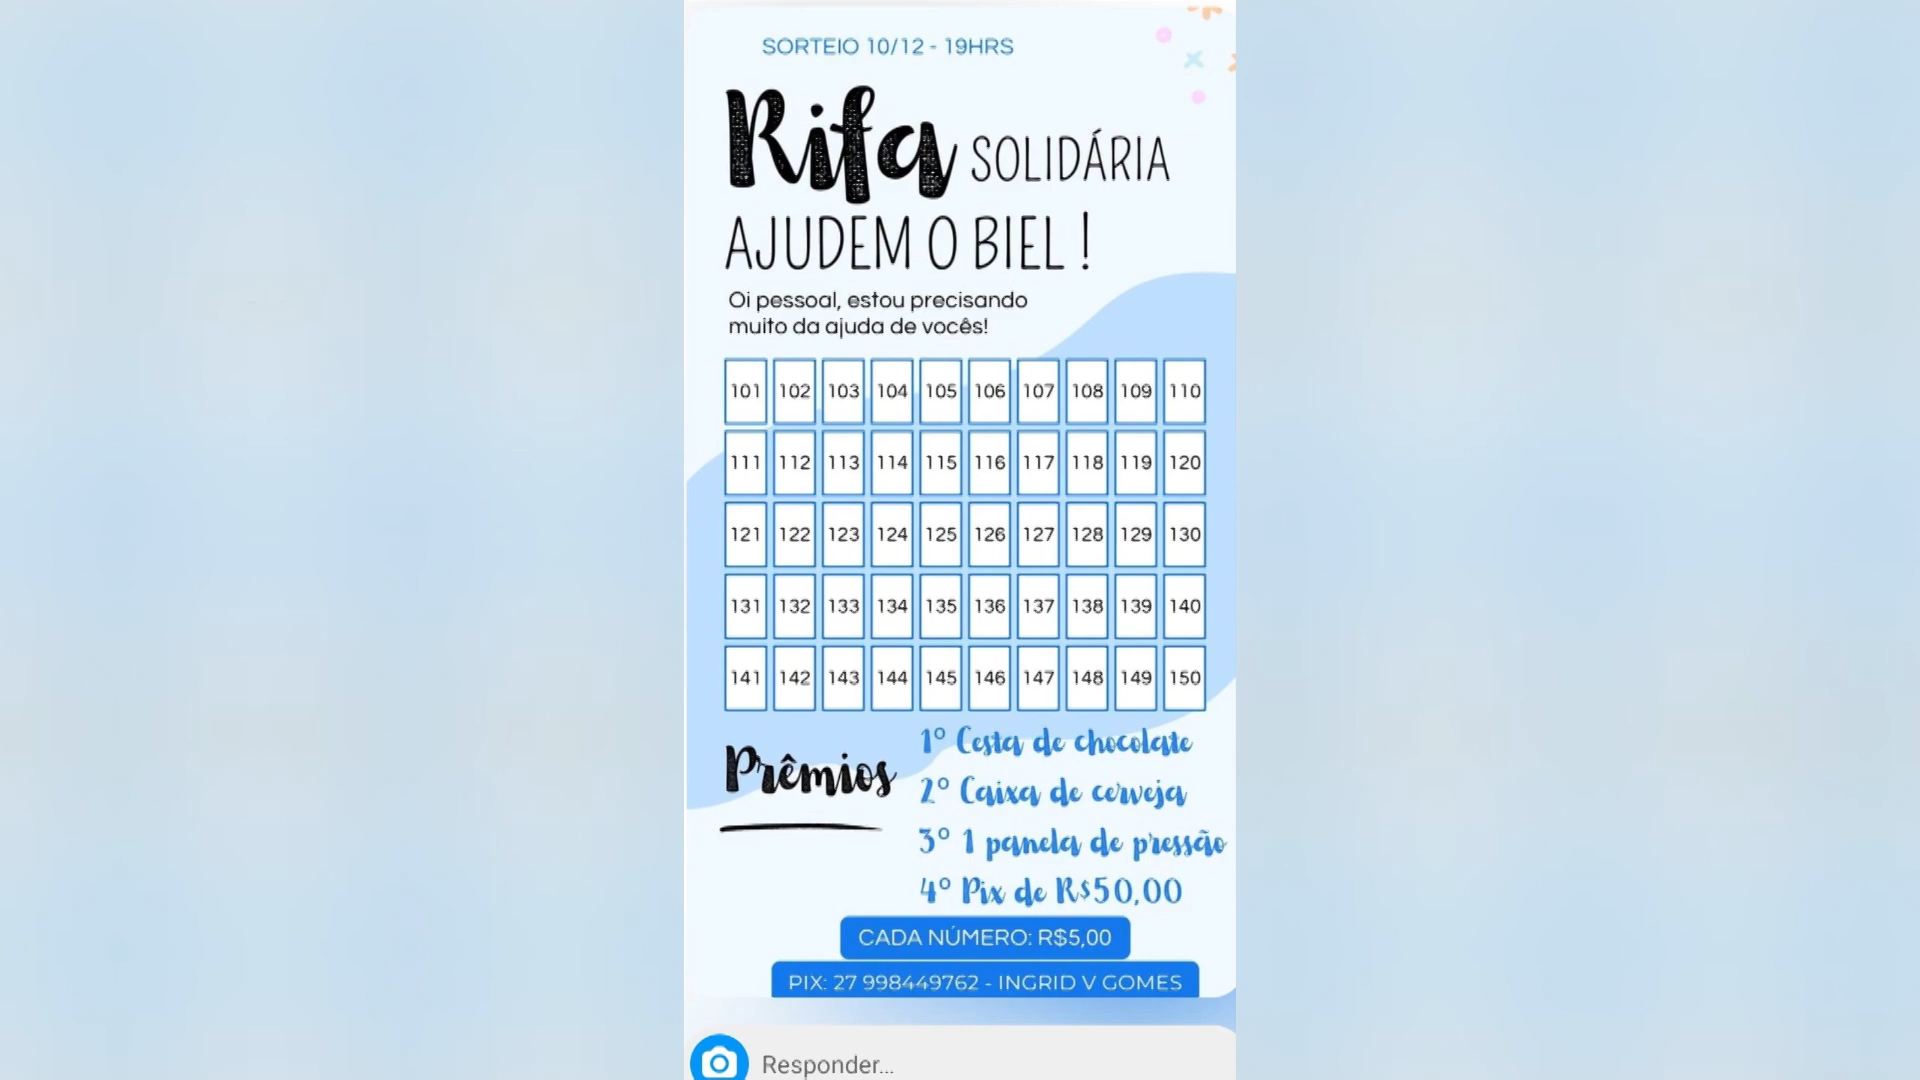 SORTEIO 10/12 - 19HRS
Rifa SOLIDÁRIA
AJUDEM O BIEL !
Oi pessoal, estou precisando
muito da ajuda de vocês!
101 102 103 104 105 106 107 108 109 110
111 112 113 114 115 116 117 118 119 120
121 122 123 124 125 126 127 128 129 130
131 132 133 134 135 136 137 138 139 140
141 142 143 144 145 146 147 148 149 150
Prêmios
1º Cesta de chocolate
2º Caixa de cerveja
3º 1 panela de pressão
4º Pix de R$50,00
CADA NÚMERO: R$5,00
PIX: 27 998449762 - INGRID V GOMES
Responder...